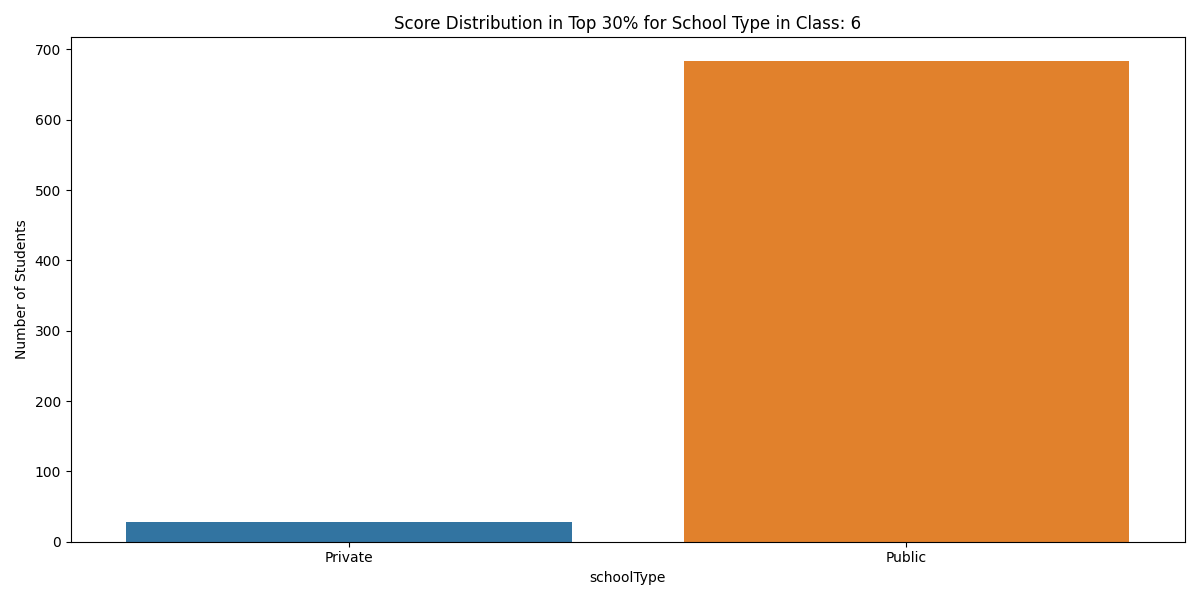 Score Distribution in Top 30% for School Type in Class: 6
700
600
500
400
300
200
100
0
Number of Students
Private
Public
schoolType